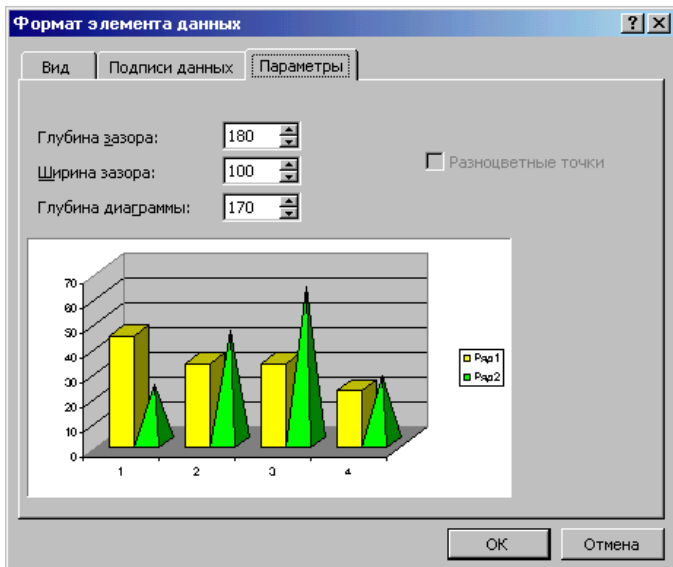 Формат элемента данных
Вид Подписи данных Параметры
Глубина зазора: 180
Ширина зазора: 100
Разноцветные точки
Глубина диаграммы: 170
70
60
50
40
30
20
10
0
1 2 3 4
Ряд1
Ряд2
OK Отмена